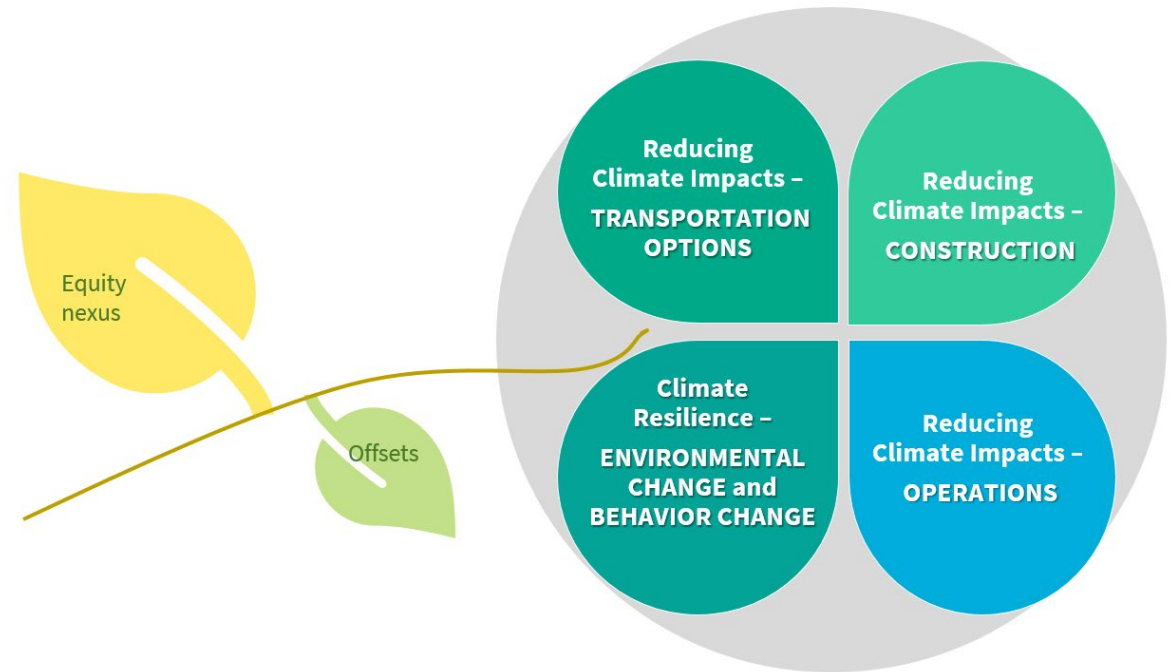 Equity
nexus
Offsets
Reducing
Climate Impacts –
TRANSPORTATION
OPTIONS
Reducing
Climate Impacts –
CONSTRUCTION
Climate
Resilience –
ENVIRONMENTAL
CHANGE and
BEHAVIOR CHANGE
Reducing
Climate Impacts –
OPERATIONS